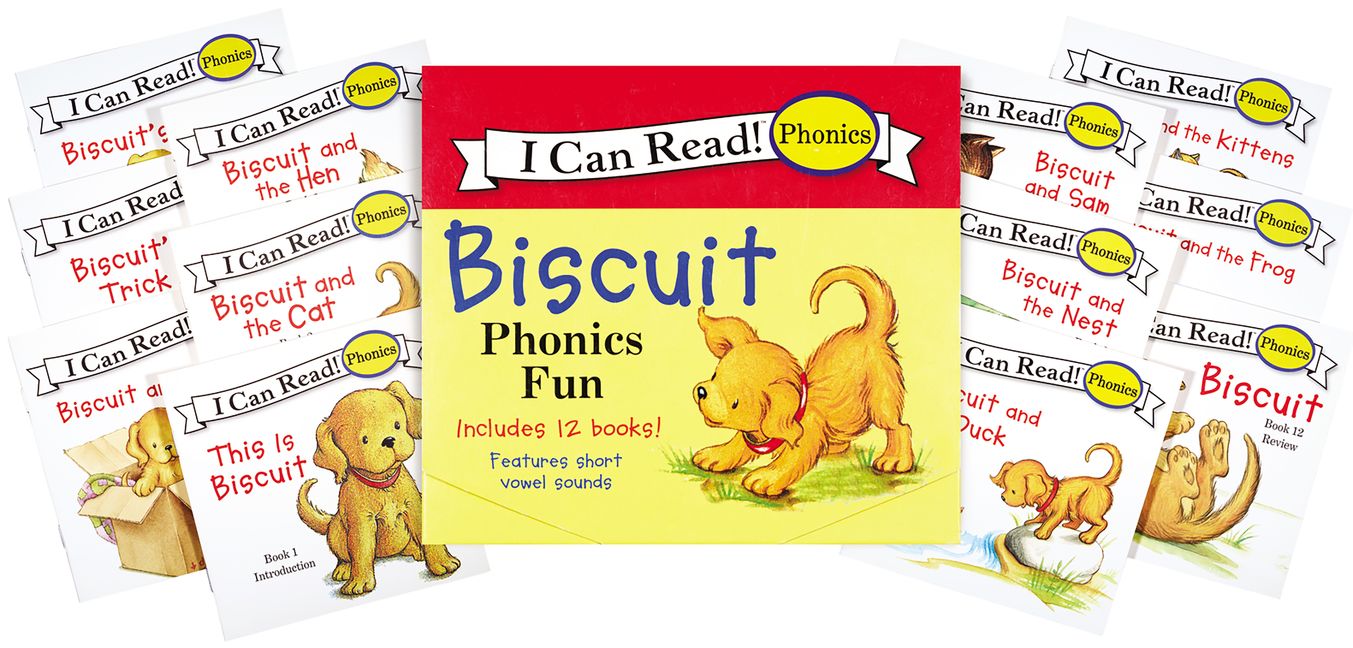 I Can Read! Phonics
Biscuit's
I Can Read! Phonics
Biscuit and
the Hen
I Can Read
Biscuit'
Trick
I Can Read! Phonics
Biscuit and
the Cat
I Can Read!
Biscuit
I Can Read! Phonics
This Is
Biscuit
Book 1
Introduction
I Can Read!™ Phonics
Biscuit
Phonics
Fun
Includes 12 books!
Features short
vowel sounds
Can Read! Phonics
Biscuit
and Sam
I Can Read! Phonics
the Kittens
Read! Phonics
Biscuit and
the Nest
Can Read! Phonics
and the Frog
Can Read! Phonics
and
Can Read! Phonics
Biscuit
Book 12
Review